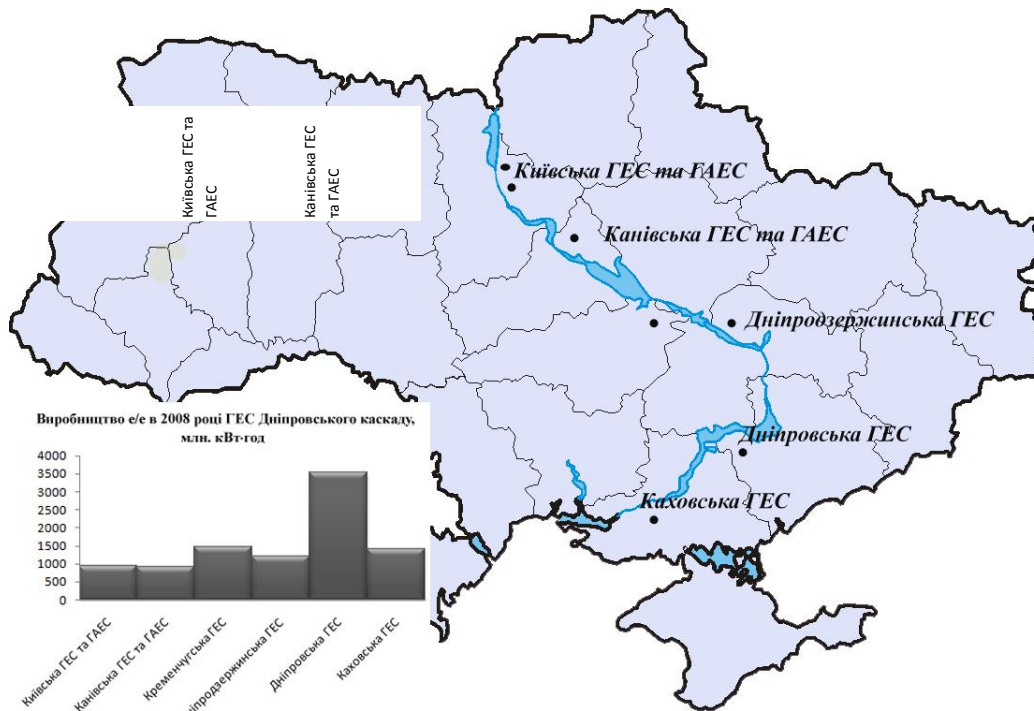 Київська ГЕС та
ГАЕС
Канівська ГЕС
та ГАЕС
Київська ГЕС та ГАЕС
Канівська ГЕС та ГАЕС
Дніпродзержинська ГЕС
Дніпровська ГЕС
Каховська ГЕС
Виробництво е/е в 2008 році ГЕС Дніпровського каскаду,
млн. кВт·год
4000
3500
3000
2500
2000
1500
1000
500
0
Київська ГЕС та ГАЕС
Канівська ГЕС та ГАЕС
Кременчугська ГЕС
іпродзержинська ГЕС
Дніпровська ГЕС
Каховська ГЕС